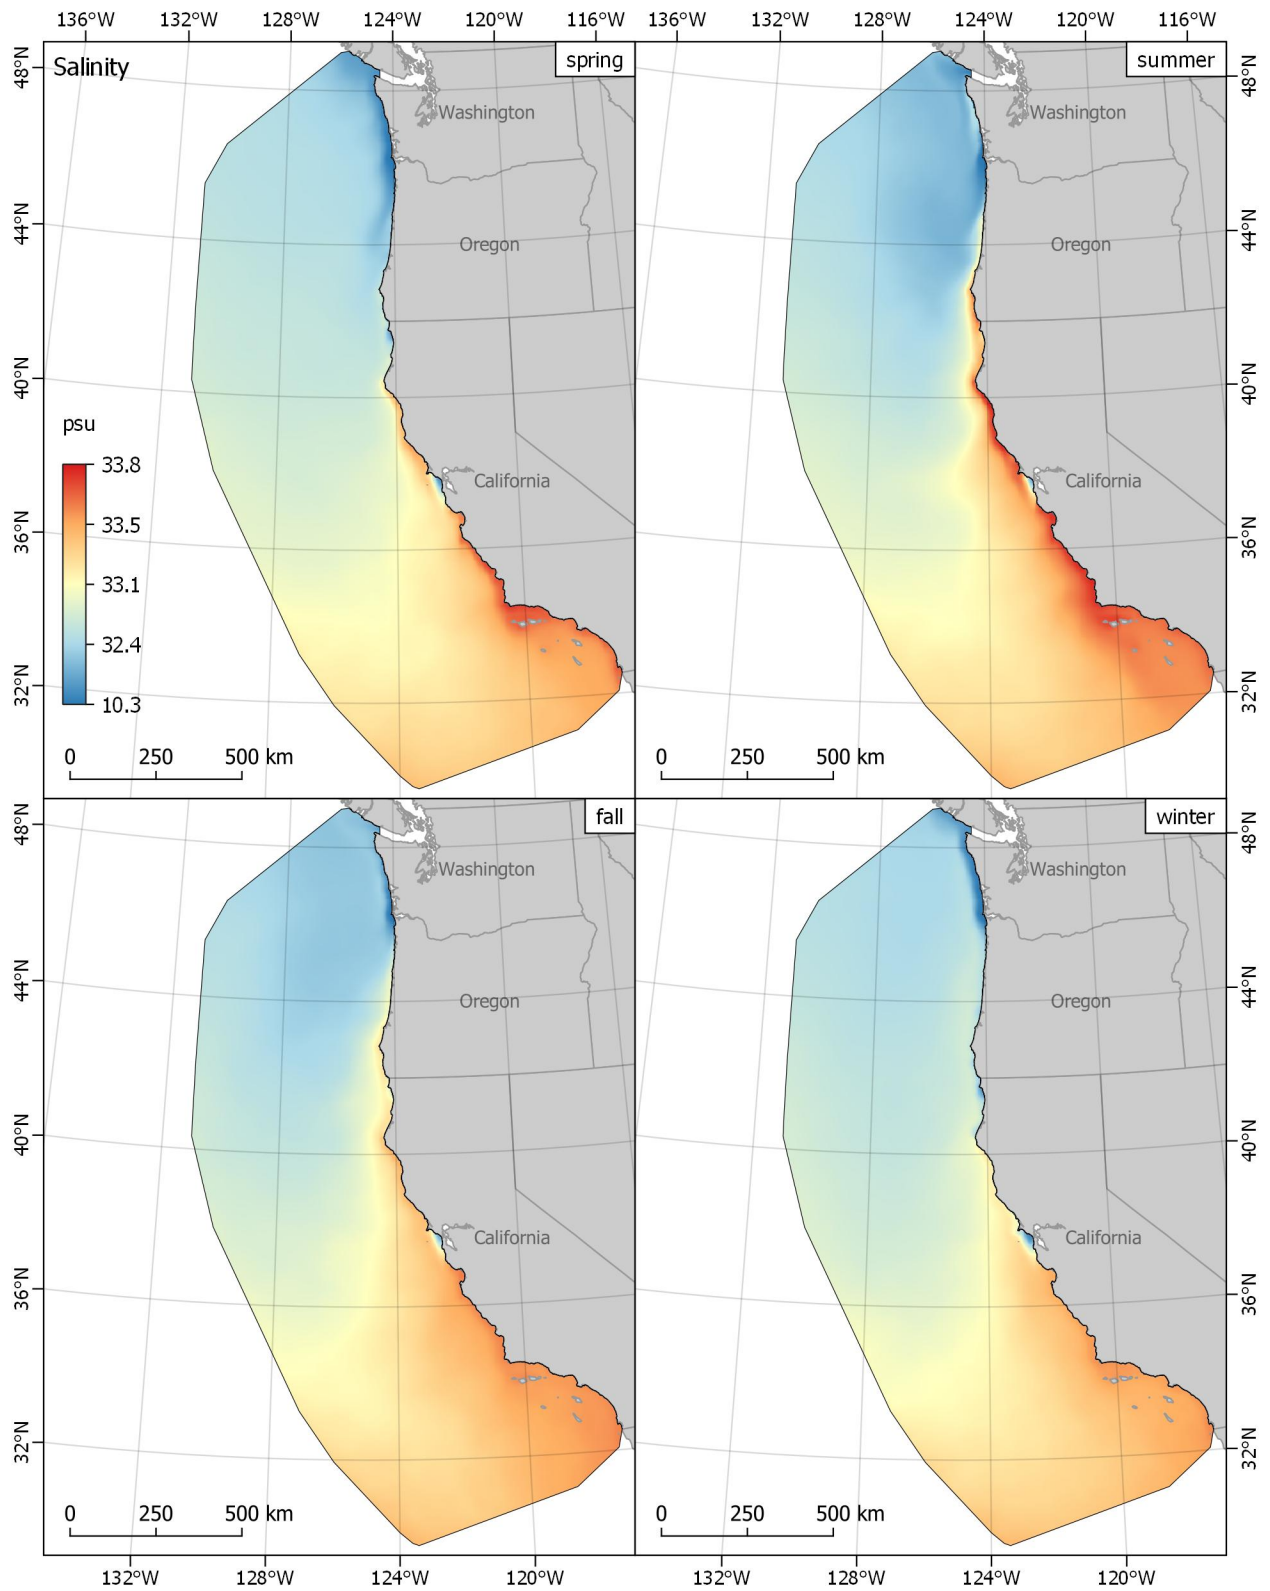 136°W 132°W 128°W 124°W 120°W 116°W 136°W 132°W 128°W 124°W 120°W 116°W
Salinity
spring
summer
48°N
48°N
Washington
Washington
44°N
44°N
Oregon
Oregon
40°N
40°N
psu
33.8
33.5
33.1
32.4
10.3
California
California
36°N
36°N
32°N
32°N
0 250 500 km
0 250 500 km
fall
winter
48°N
48°N
Washington
Washington
44°N
44°N
Oregon
Oregon
40°N
40°N
California
California
36°N
36°N
32°N
32°N
0 250 500 km
0 250 500 km
132°W 128°W 124°W 120°W 132°W 128°W 124°W 120°W